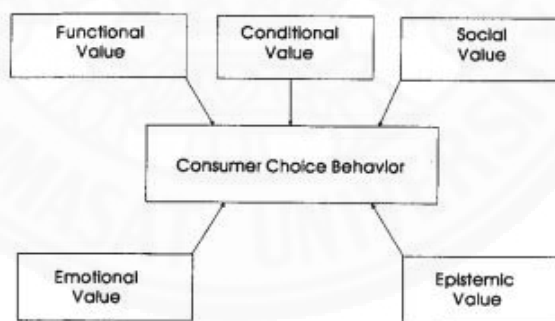 Functional
Value
Conditional
Value
Social
Value
Consumer Choice Behavior
Emotional
Value
Epistemic
Value